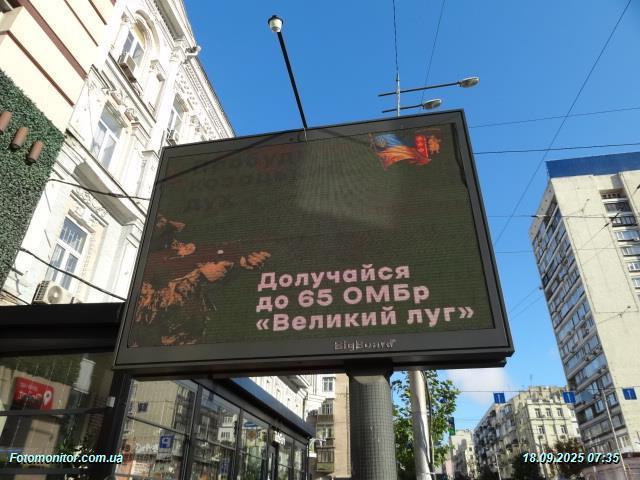 Долучайся
до 65 ОМБр
«Великий луг»
BigBoard
Fotomonitor.com.ua
18.09.2025 07:35